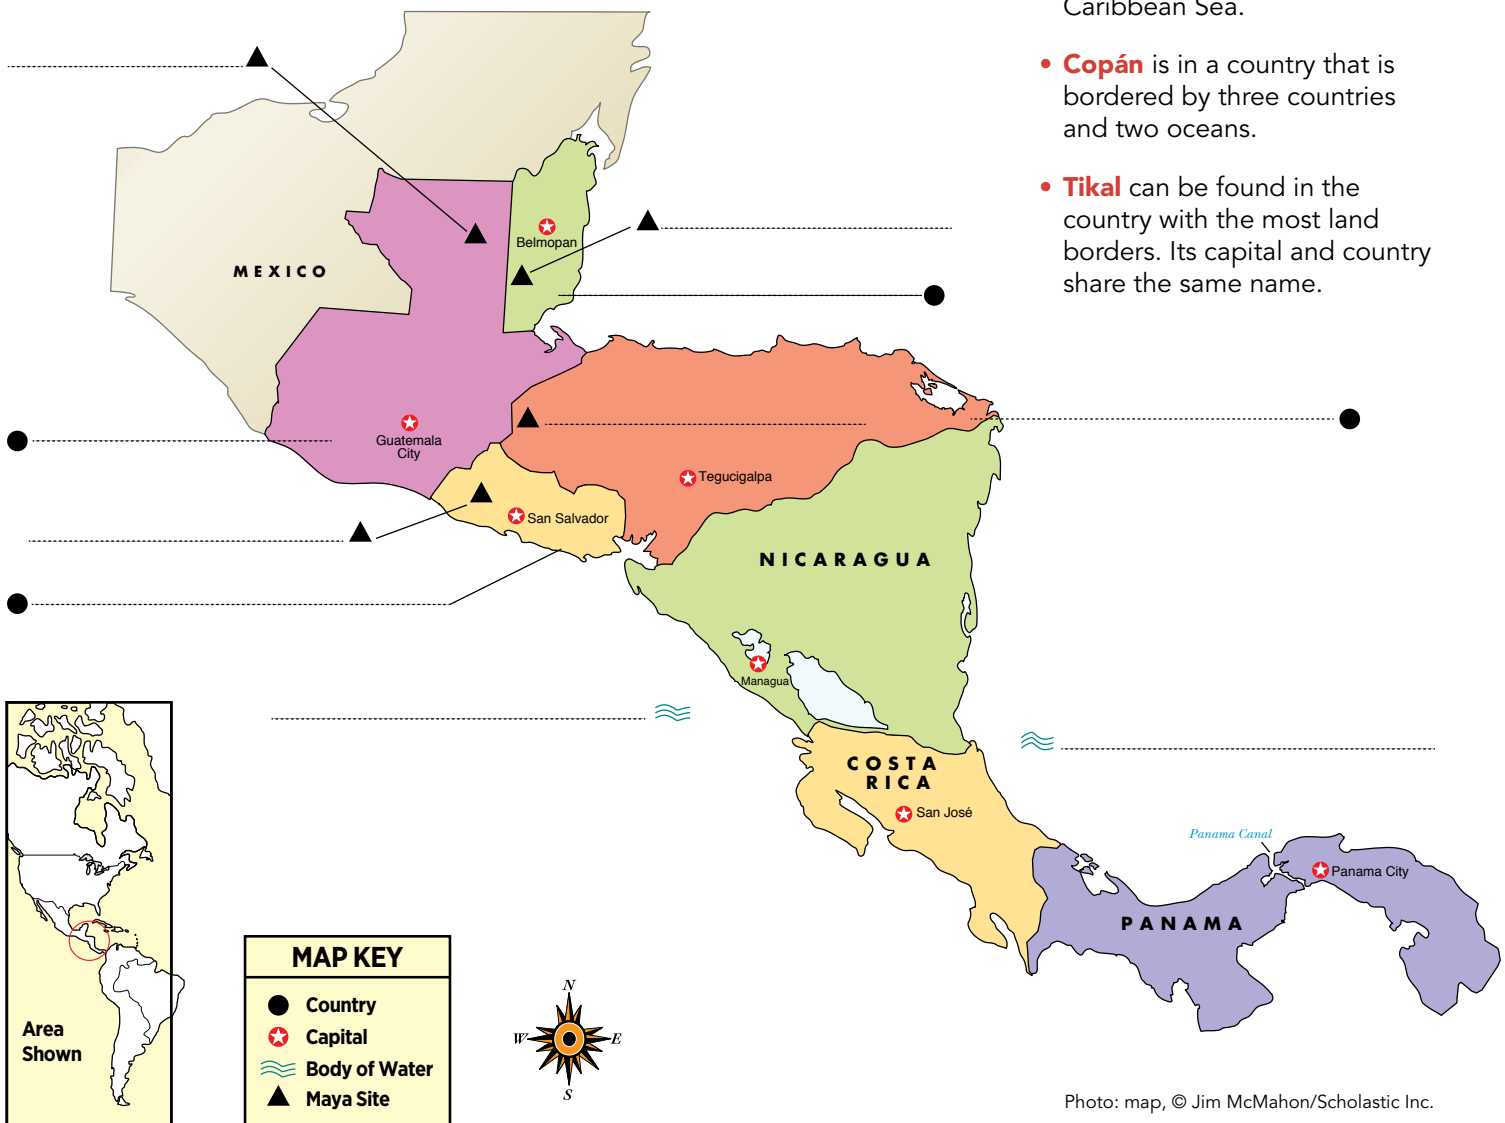 Caribbean Sea.
• Copán is in a country that is
bordered by three countries
and two oceans.
• Tikal can be found in the
country with the most land
borders. Its capital and country
share the same name.
MEXICO
Belmopan
Guatemala
City
Tegucigalpa
San Salvador
NICARAGUA
Managua
COSTA
RICA
San José
Panama Canal
Panama City
PANAMA
Area
Shown
MAP KEY
Country
Capital
Body of Water
Maya Site
N
W
E
S
Photo: map, © Jim McMahon/Scholastic Inc.